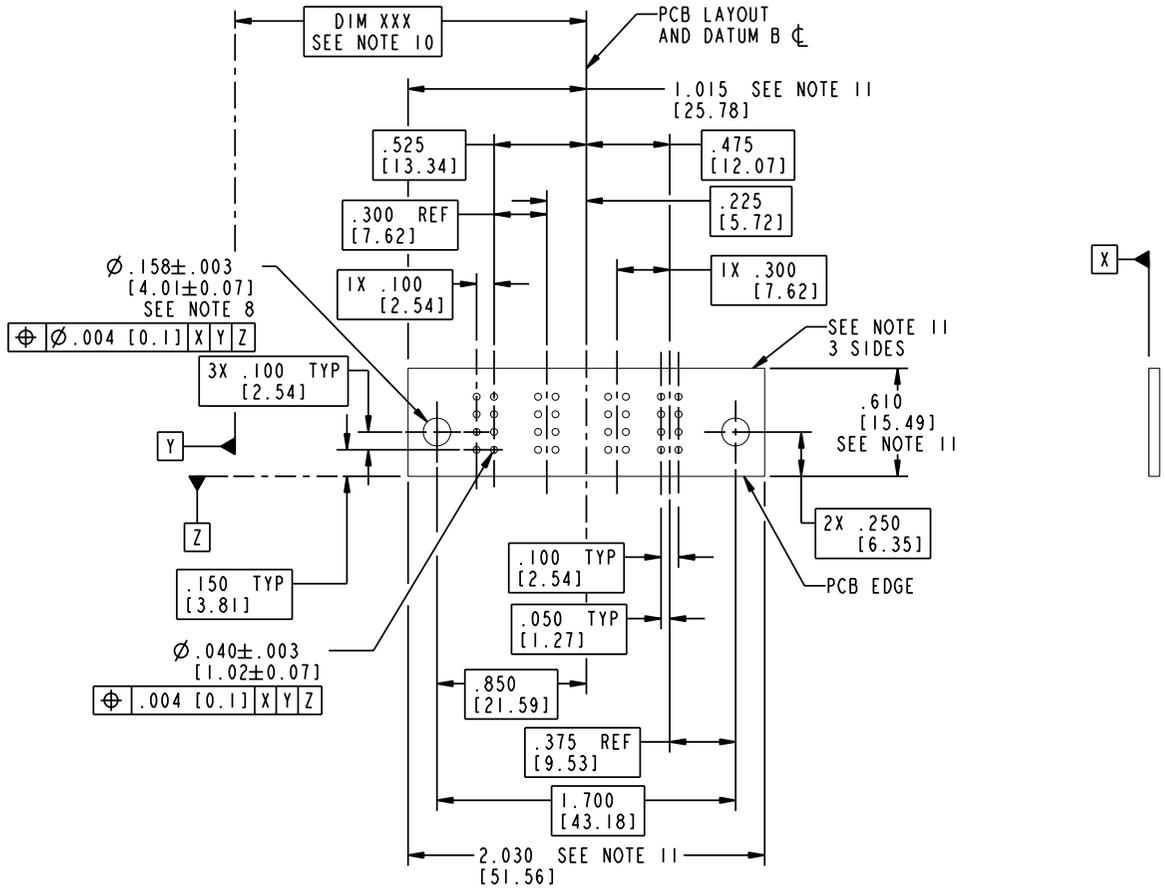 DIM XXX
SEE NOTE 10
PCB LAYOUT
AND DATUM B ℄
1.015 SEE NOTE 11
[25.78]
.525
[13.34]
.475
[12.07]
.225
[5.72]
.300 REF
[7.62]
Ø.158±.003
[4.01±0.07]
SEE NOTE 8
⌖ Ø.004 [0.1] X Y Z
1X .100
[2.54]
1X .300
[7.62]
X
SEE NOTE 11
3 SIDES
3X .100 TYP
[2.54]
.610
[15.49]
SEE NOTE 11
Y
Z
2X .250
[6.35]
.150 TYP
[3.81]
.100 TYP
[2.54]
PCB EDGE
.050 TYP
[1.27]
Ø.040±.003
[1.02±0.07]
⌖ .004 [0.1] X Y Z
.850
[21.59]
.375 REF
[9.53]
1.700
[43.18]
2.030 SEE NOTE 11
[51.56]